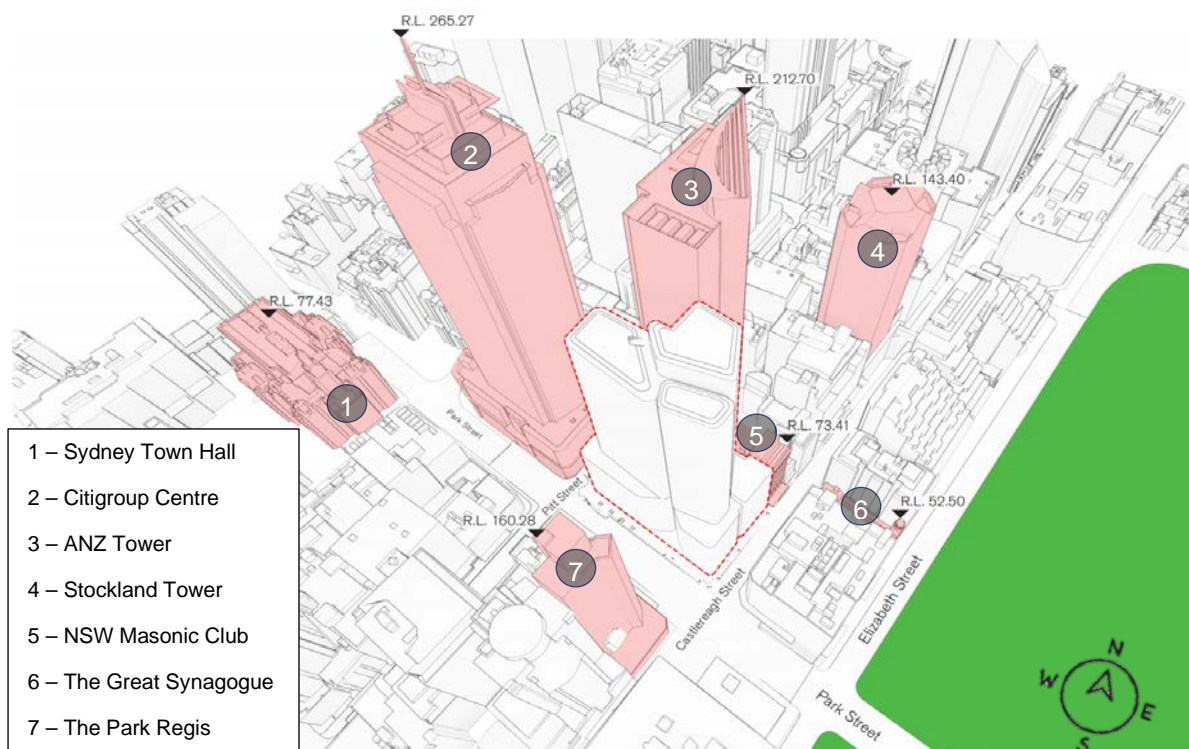 R.L. 265.27
R.L. 212.70
2
3
R.L. 143.40
4
R.L. 77.43
1
Park Street
5
R.L. 73.41
Pitt Street
6
R.L. 52.50
R.L. 160.28
7
Castlereagh Street
Elizabeth Street
Park Street
N
W
E
S
1 – Sydney Town Hall
2 – Citigroup Centre
3 – ANZ Tower
4 – Stockland Tower
5 – NSW Masonic Club
6 – The Great Synagogue
7 – The Park Regis